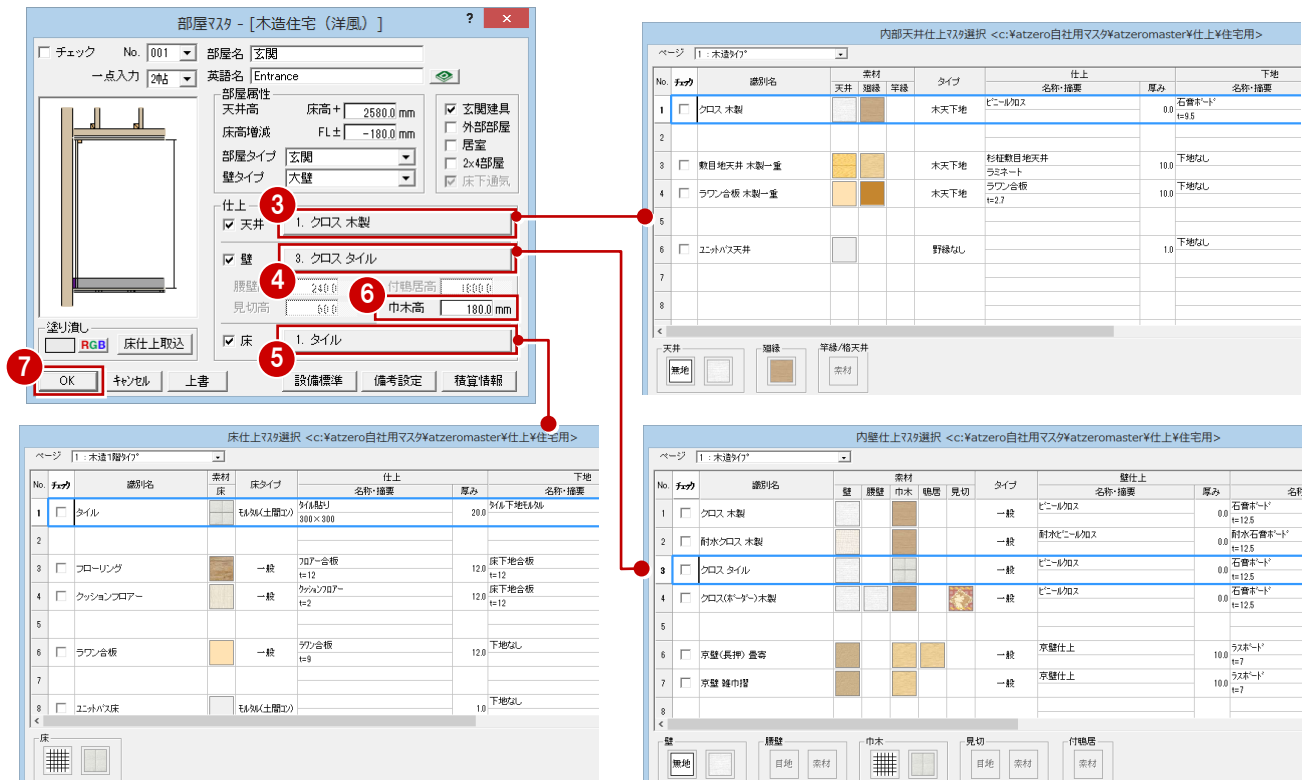 部屋ﾏｽﾀ - [木造住宅（洋風）]
? ×
チェック No. 001 部屋名 玄関
一点入力 2帖 英語名 Entrance
部屋属性
天井高 床高+ 2580.0 mm
床高増減 FL± -180.0 mm
部屋タイプ 玄関
壁タイプ 大壁
玄関建具
外部部屋
居室
2x4部屋
床下通気
仕上
3
天井 1. クロス 木製
壁 3. クロス タイル
4
腰壁 2400 付鴨居高 1800.0
6
見切高 60.0 巾木高 180.0 mm
床 1. タイル
5
塗り潰し
RGB 床仕上取込
7
OK ｷｬﾝｾﾙ 上書 設備標準 備考設定 積算情報
内部天井仕上ﾏｽﾀ選択 <c:¥atzero自社用マスタ¥atzeromaster¥仕上¥住宅用>
ページ 1：木造ﾀｲﾌﾟ
No. ﾁｪｯｸ 識別名 素材 タイプ 仕上 下地
天井 廻縁 竿縁 名称・摘要 厚み 名称・摘要
1 クロス 木製 木天下地 ﾋﾞﾆｰﾙｸﾛｽ 0.0 石膏ﾎﾞｰﾄﾞ
t=9.5
2
3 敷目地天井 木製一重 木天下地 杉柾敷目地天井 10.0 下地なし
ラミネート
4 ラワン合板 木製一重 木天下地 ラワン合板 10.0 下地なし
t=2.7
5
6 ﾕﾆｯﾄﾊﾞｽ天井 野縁なし 1.0 下地なし
7
8
<
天井 廻縁 竿縁/格天井
無地 素材
床仕上ﾏｽﾀ選択 <c:¥atzero自社用マスタ¥atzeromaster¥仕上¥住宅用>
ページ 1：木造1階ﾀｲﾌﾟ
No. ﾁｪｯｸ 識別名 素材 床タイプ 仕上 下地
床 名称・摘要 厚み 名称・摘要
1 タイル ﾓﾙﾀﾙ(土間ｺﾝ) ﾀｲﾙ貼り 20.0 ﾀｲﾙ下地ﾓﾙﾀﾙ
300×300
2
3 フローリング 一般 ﾌﾛｱｰ合板 12.0 床下地合板
t=12 t=12
4 クッションフロアー 一般 ｸｯｼｮﾝﾌﾛｱｰ 12.0 床下地合板
t=2 t=12
5
6 ラワン合板 一般 ﾗﾜﾝ合板 12.0 下地なし
t=9
7
8 ﾕﾆｯﾄﾊﾞｽ床 ﾓﾙﾀﾙ(土間ｺﾝ) 1.0 下地なし
<
床
内壁仕上ﾏｽﾀ選択 <c:¥atzero自社用マスタ¥atzeromaster¥仕上¥住宅用>
ページ 1：木造ﾀｲﾌﾟ
No. ﾁｪｯｸ 識別名 素材 タイプ 壁仕上
壁 腰壁 巾木 鴨居 見切 名称・摘要 厚み 名称
1 クロス 木製 一般 ﾋﾞﾆｰﾙｸﾛｽ 0.0 石膏ﾎﾞｰﾄﾞ
t=12.5
2 耐水クロス 木製 一般 耐水ﾋﾞﾆｰﾙｸﾛｽ 0.0 耐水石膏ﾎﾞｰﾄﾞ
t=12.5
3 クロス タイル 一般 ﾋﾞﾆｰﾙｸﾛｽ 0.0 石膏ﾎﾞｰﾄﾞ
t=12.5
4 クロス(ﾎﾞｰﾀﾞｰ)木製 一般 ﾋﾞﾆｰﾙｸﾛｽ 0.0 石膏ﾎﾞｰﾄﾞ
t=12.5
5
6 京壁(長押) 畳寄 一般 京壁仕上 10.0 ﾗｽﾎﾞｰﾄﾞ
t=7
7 京壁 雑巾摺 一般 京壁仕上 10.0 ﾗｽﾎﾞｰﾄﾞ
t=7
8
<
壁 腰壁 巾木 見切 付鴨居
無地 目地 素材 目地 素材 素材